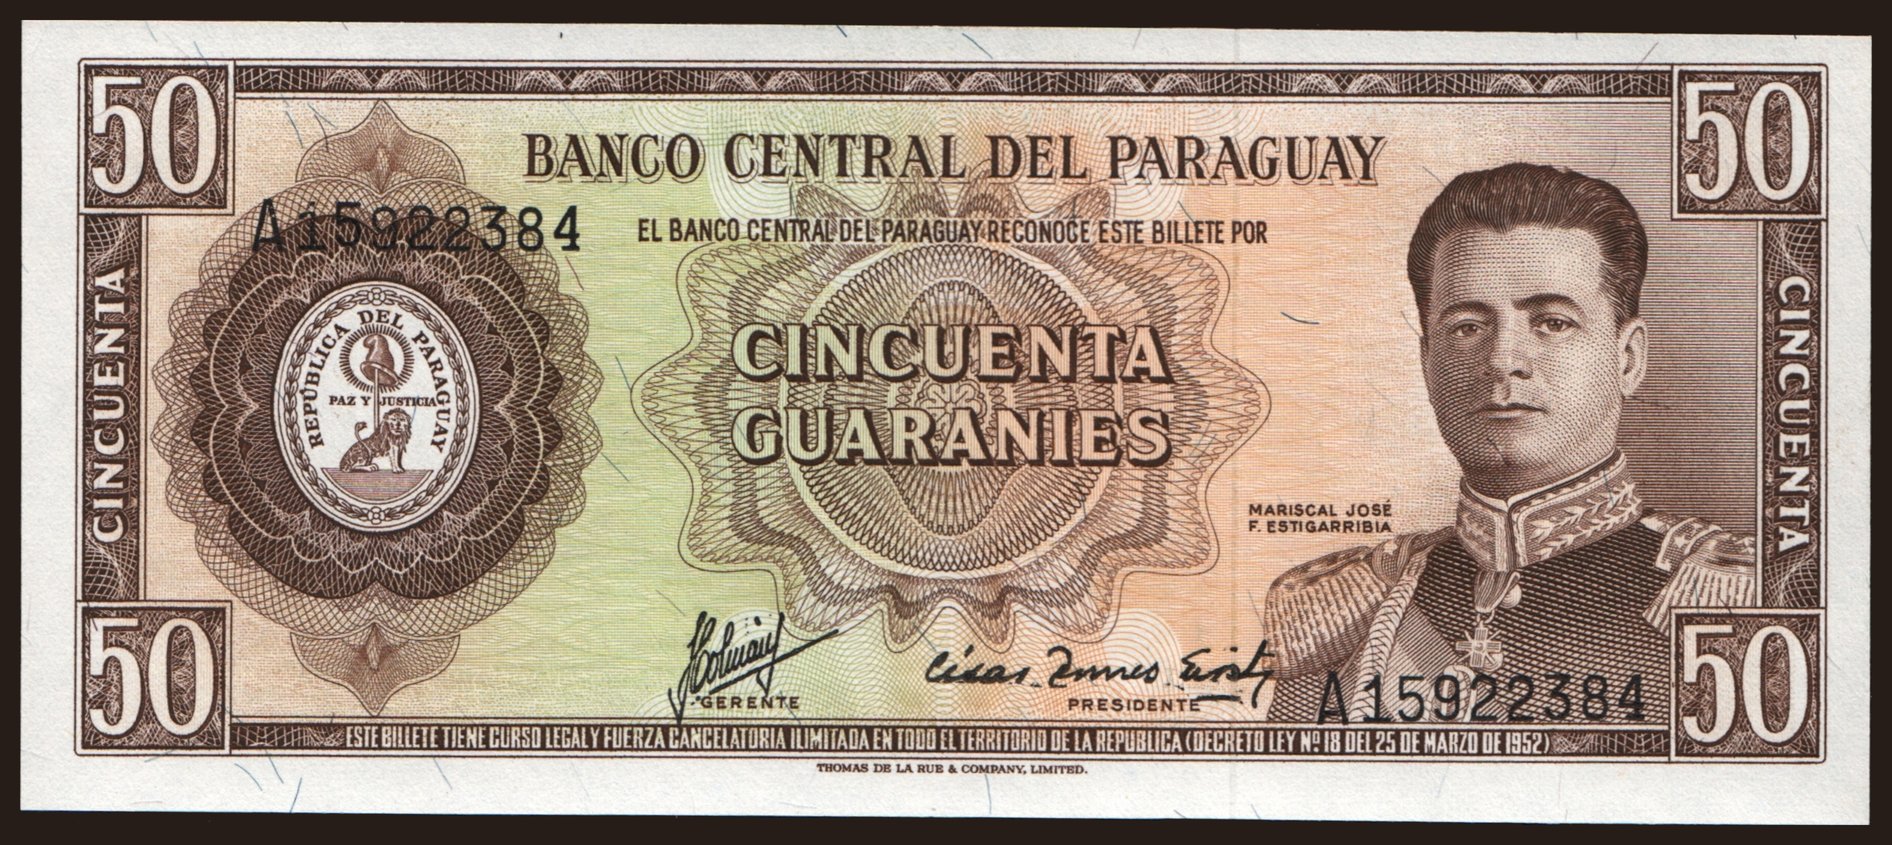 50
50
BANCO CENTRAL DEL PARAGUAY
A15922384
EL BANCO CENTRAL DEL PARAGUAY RECONOCE ESTE BILLETE POR
CINCUENTA
REPUBLICA DEL PARAGUAY
PAZ Y JUSTICIA
CINCUENTA
GUARANIES
CINCUENTA
MARISCAL JOSÉ
F. ESTIGARRIBIA
GERENTE
PRESIDENTE
A15922384
50
50
ESTE BILLETE TIENE CURSO LEGAL Y FUERZA CANCELATORIA ILIMITADA EN TODO EL TERRITORIO DE LA REPUBLICA (DECRETO LEY Nº 18 DEL 25 DE MARZO DE 1952)
THOMAS DE LA RUE & COMPANY, LIMITED.